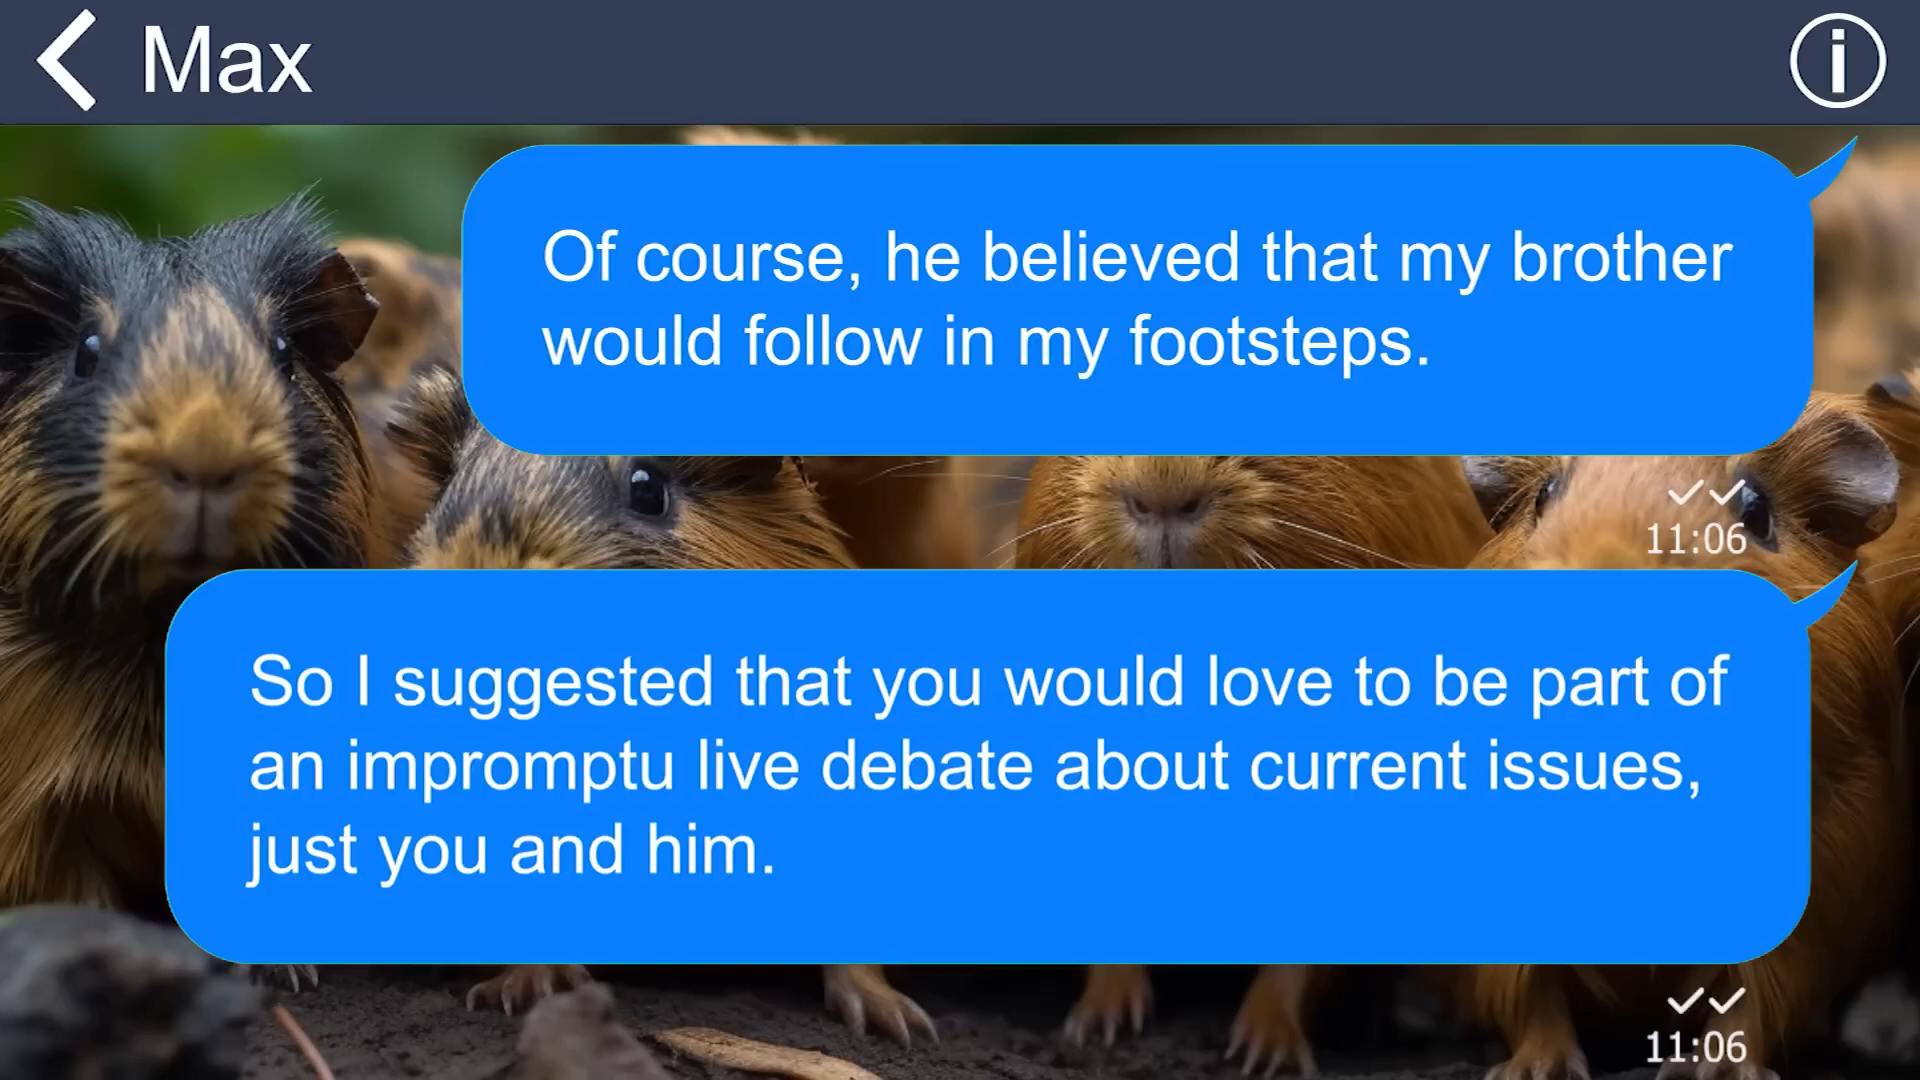 Max
Of course, he believed that my brother
would follow in my footsteps.
11:06
So I suggested that you would love to be part of
an impromptu live debate about current issues,
just you and him.
11:06